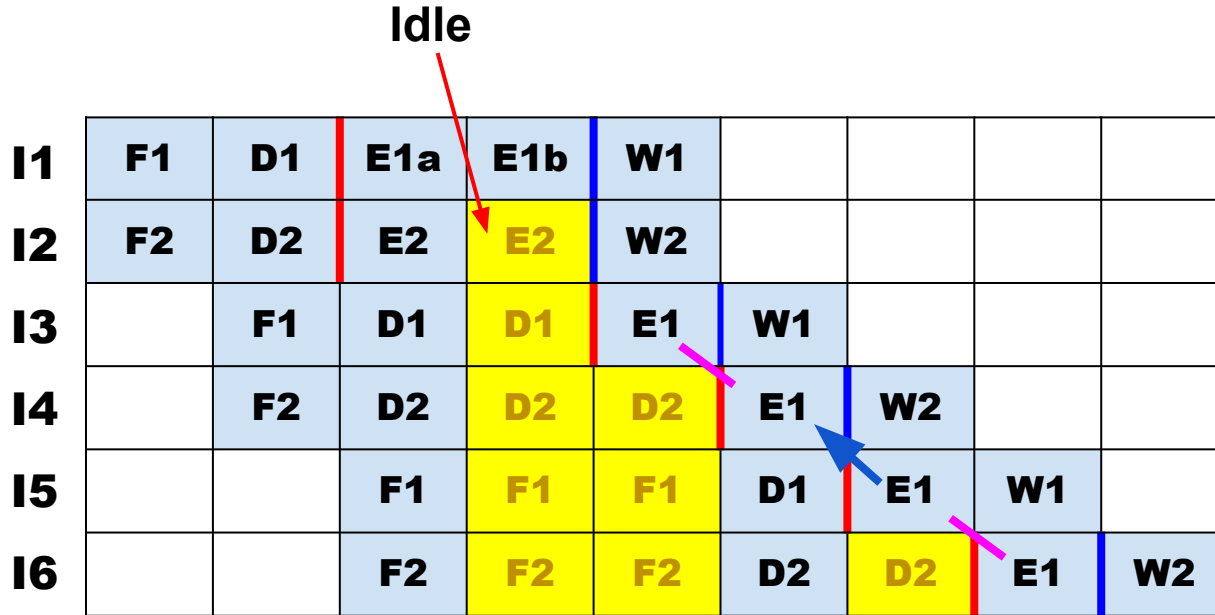 Idle
I1 F1 D1 E1a E1b W1
I2 F2 D2 E2 E2 W2
I3 F1 D1 D1 E1 W1
I4 F2 D2 D2 D2 E1 W2
I5 F1 F1 F1 D1 E1 W1
I6 F2 F2 F2 D2 D2 E1 W2